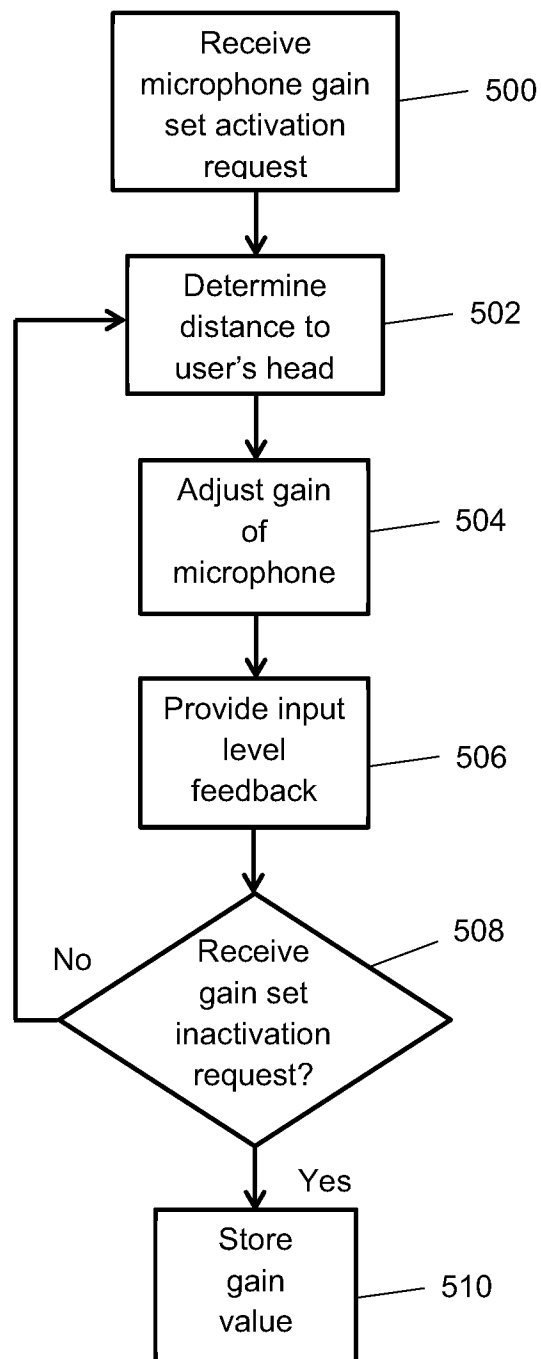 Receive
microphone gain
set activation
request
500
Determine
distance to
user's head
502
Adjust gain
of
microphone
504
Provide input
level
feedback
506
Receive
gain set
inactivation
request?
508
No
Yes
Store
gain
value
510